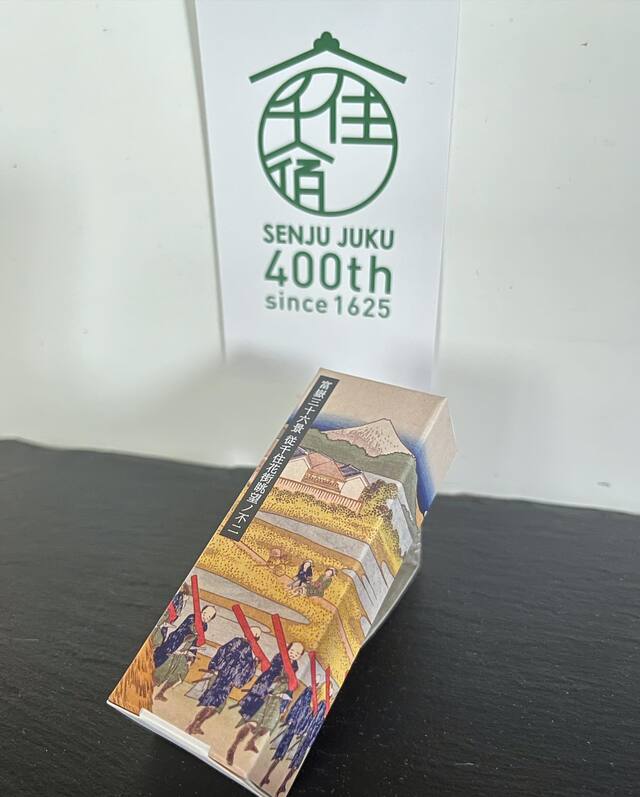 千住宿
SENJU JUKU
400th
since 1625
富嶽三十六景 従千住花街眺望ノ不二